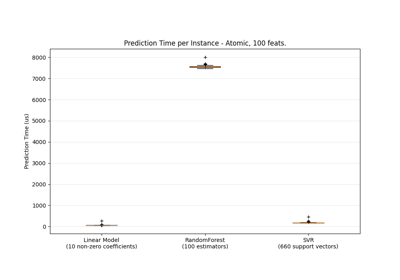 Prediction Time per Instance - Atomic, 100 feats.
8000
7000
6000
5000
4000
3000
2000
1000
0
Prediction Time (us)
Linear Model
(10 non-zero coefficients)
RandomForest
(100 estimators)
SVR
(660 support vectors)